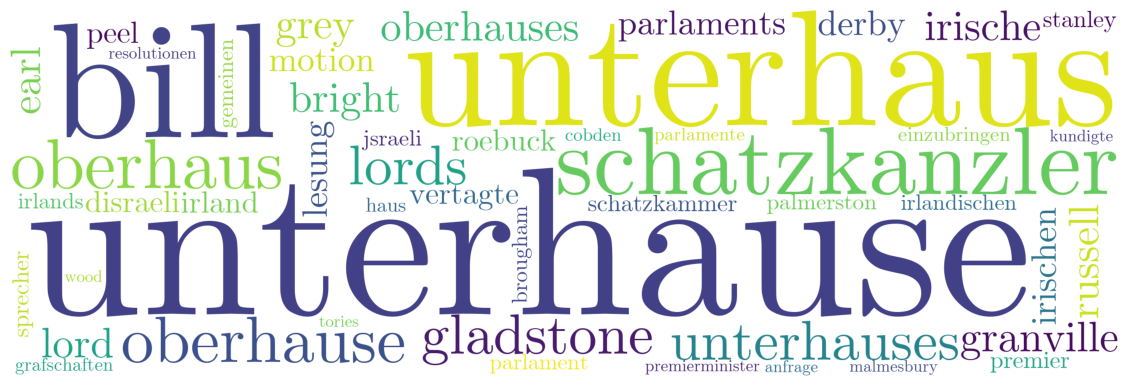 peel
grey
oberhauses
parlaments
derby
irische
stanley
bill
unterhaus
resolutionen
motion
earl
gemeinen
bright
jsraeli
roebuck
cobden
parlamente
einzubringen
kundigte
oberhaus
lesung
lords
schatzkanzler
irlands
disraeli
irland
haus
vertagte
schatzkammer
palmerston
irlandischen
unterhause
brougham
irischen
russell
sprecher
wood
tories
lord
oberhause
gladstone
unterhauses
granville
grafschaften
parlament
premierminister
anfrage
malmesbury
premier